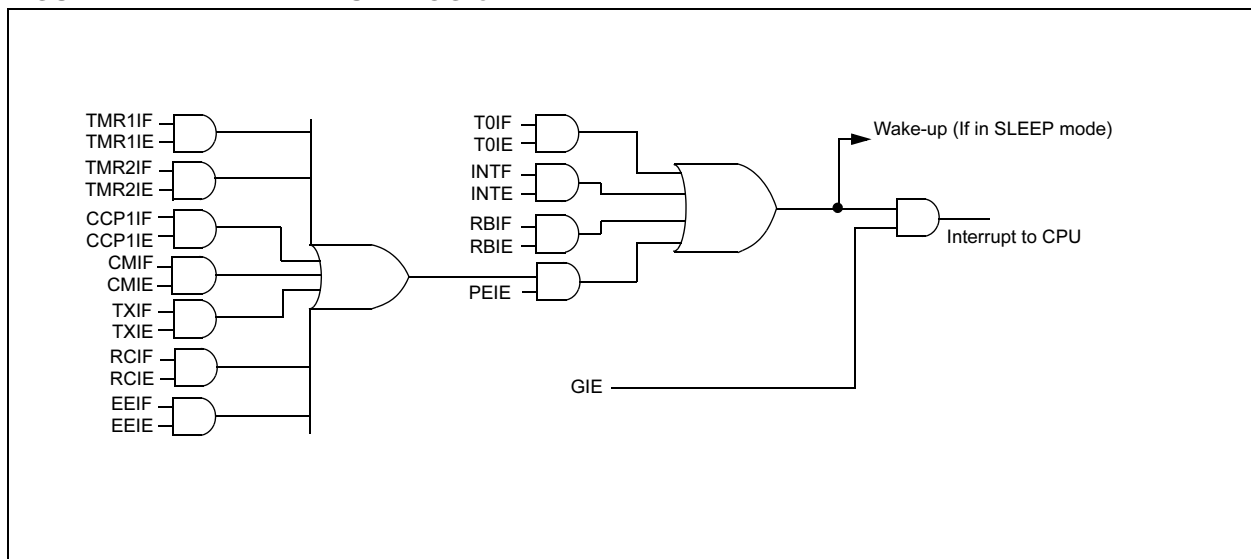 TMR1IF
TMR1IE
TMR2IF
TMR2IE
CCP1IF
CCP1IE
CMIF
CMIE
TXIF
TXIE
RCIF
RCIE
EEIF
EEIE
T0IF
T0IE
INTF
INTE
RBIF
RBIE
PEIE
GIE
Wake-up (If in SLEEP mode)
Interrupt to CPU